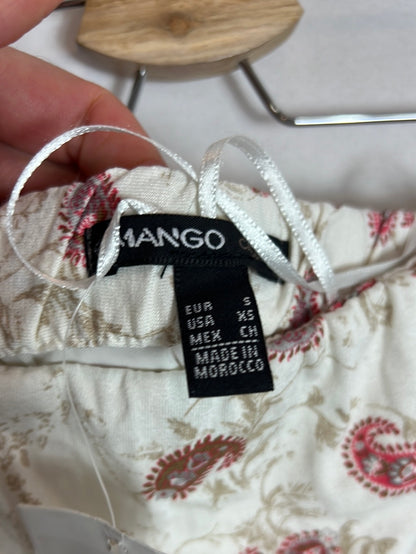 MANGO
EUR S
USA XS
MEX CH
MADE IN
MOROCCO